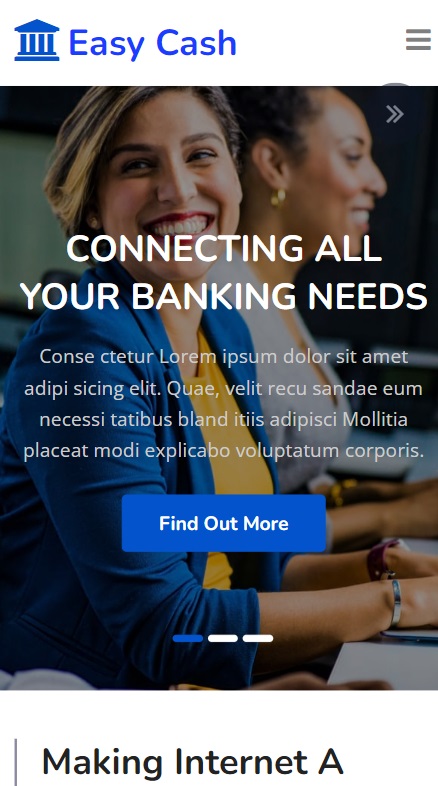 Easy Cash
CONNECTING ALL
YOUR BANKING NEEDS
Conse ctetur Lorem ipsum dolor sit amet
adipi sicing elit. Quae, velit recu sandae eum
necessi tatibus bland itiis adipisci Mollitia
placeat modi explicabo voluptatum corporis.
Find Out More
Making Internet A